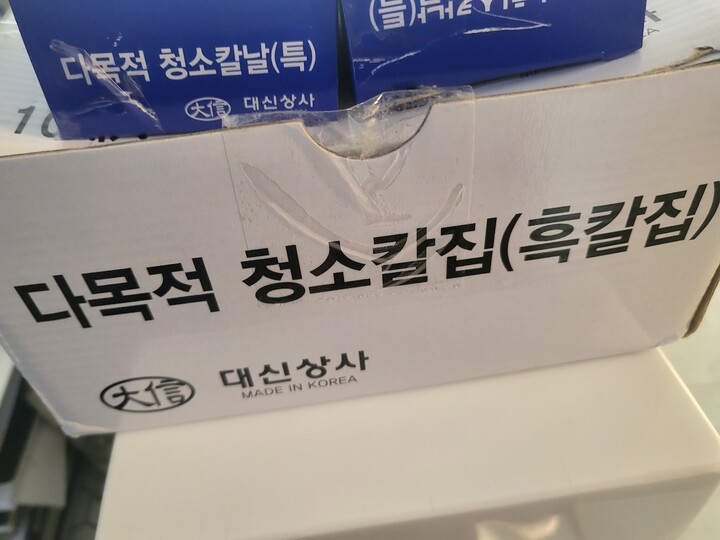 다목적 청소칼날(특)
大信 대신상사
10
다목적 청소칼집(흑칼집)
大信 대신상사
MADE IN KOREA